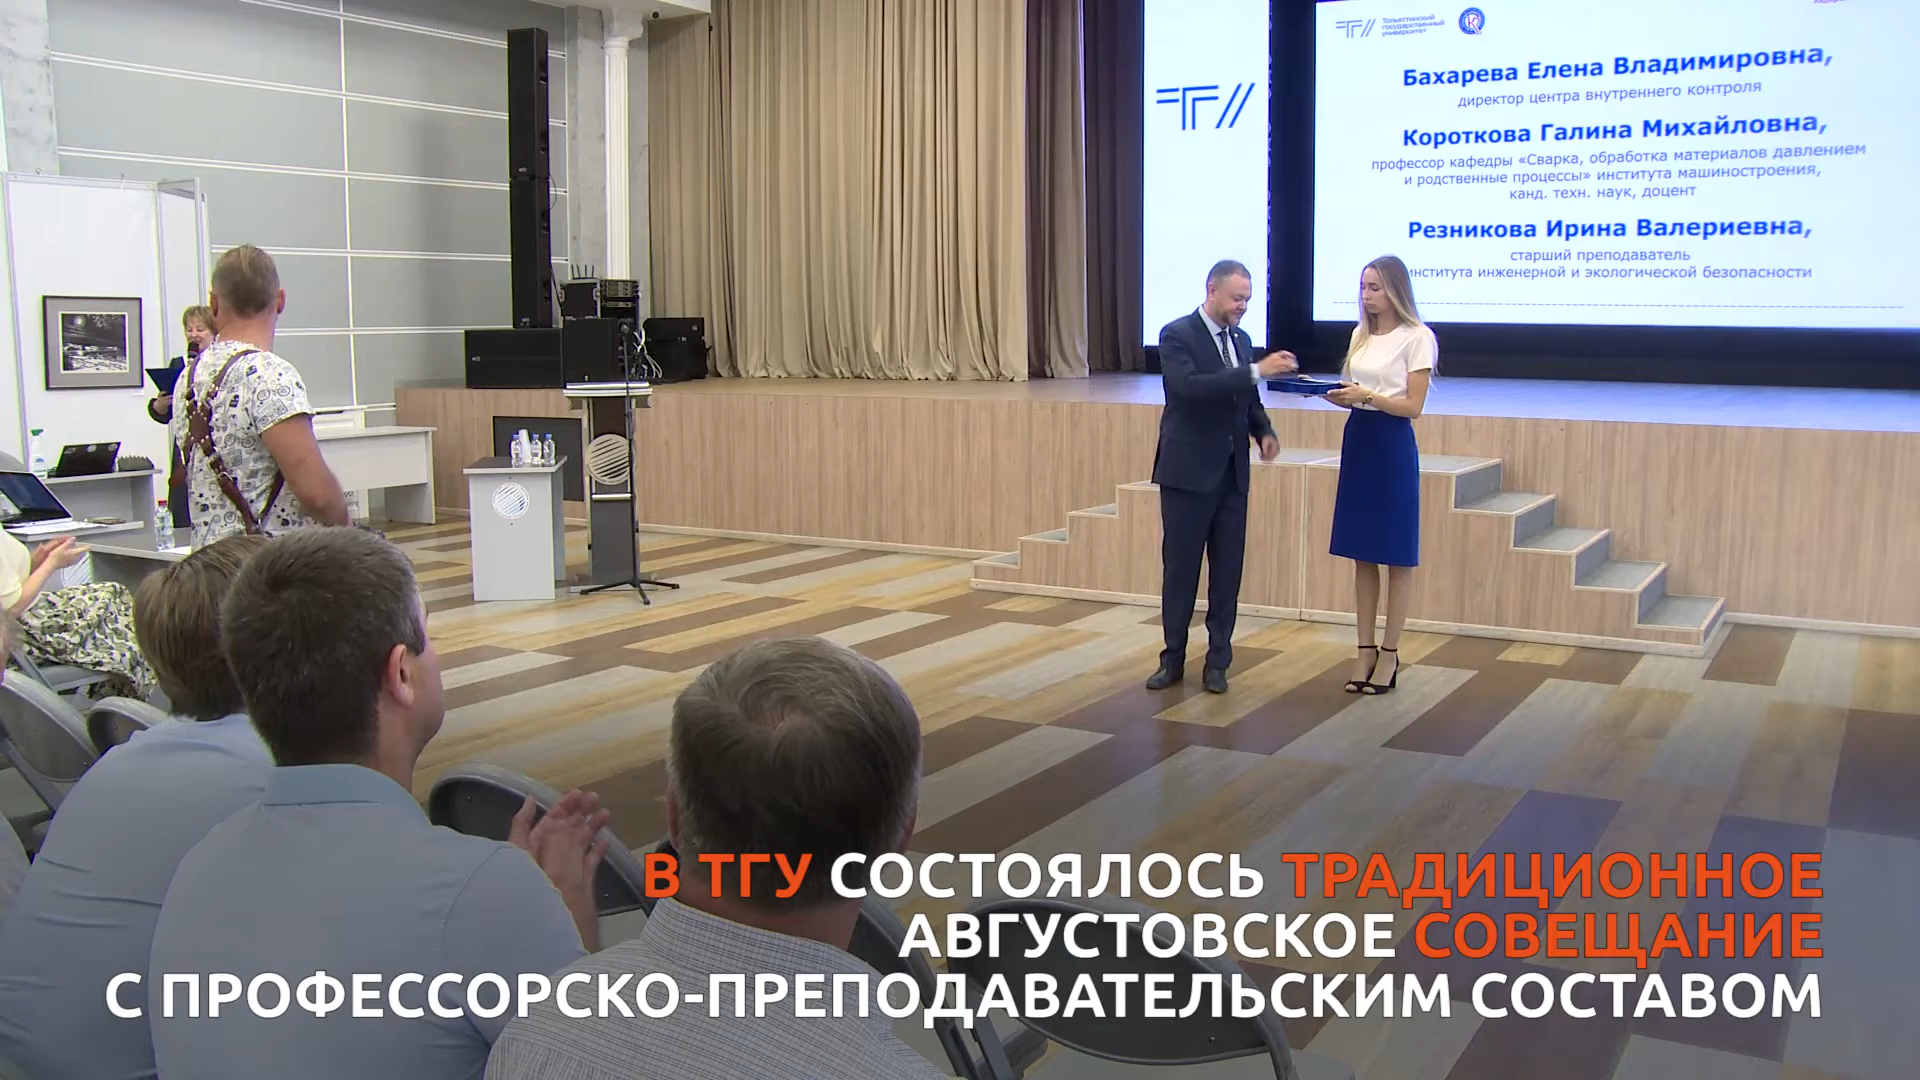 Тольяттинский
государственный
университет
Бахарева Елена Владимировна,
директор центра внутреннего контроля
Короткова Галина Михайловна,
профессор кафедры «Сварка, обработка материалов давлением
и родственные процессы» института машиностроения,
канд. техн. наук, доцент
Резникова Ирина Валериевна,
старший преподаватель
института инженерной и экологической безопасности
ТГУ
В ТГУ СОСТОЯЛОСЬ ТРАДИЦИОННОЕ
АВГУСТОВСКОЕ СОВЕЩАНИЕ
С ПРОФЕССОРСКО-ПРЕПОДАВАТЕЛЬСКИМ СОСТАВОМ